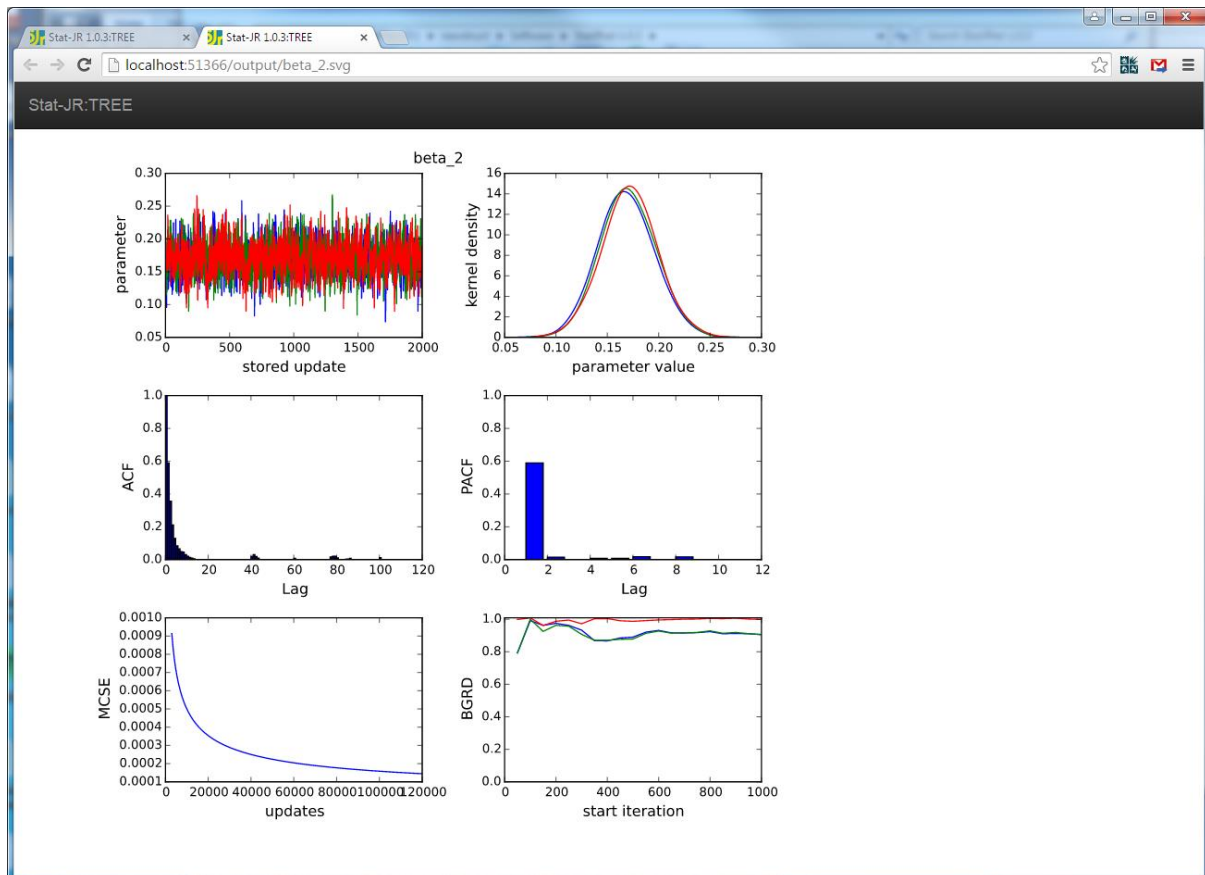 Stat-JR 1.0.3:TREE
Stat-JR 1.0.3:TREE
localhost:51366/output/beta_2.svg
Stat-JR:TREE
beta_2
0.30
0.25
0.20
0.15
0.10
0.05
parameter
0 500 1000 1500 2000
stored update
16
14
12
10
8
6
4
2
0
kernel density
0.05 0.10 0.15 0.20 0.25 0.30
parameter value
1.0
0.8
0.6
0.4
0.2
0.0
ACF
0 20 40 60 80 100 120
Lag
1.0
0.8
0.6
0.4
0.2
0.0
PACF
0 2 4 6 8 10 12
Lag
0.0010
0.0009
0.0008
0.0007
0.0006
0.0005
0.0004
0.0003
0.0002
0.0001
MCSE
0 20000 40000 60000 80000 100000 120000
updates
1.0
0.8
0.6
0.4
0.2
0.0
BGRD
0 200 400 600 800 1000
start iteration